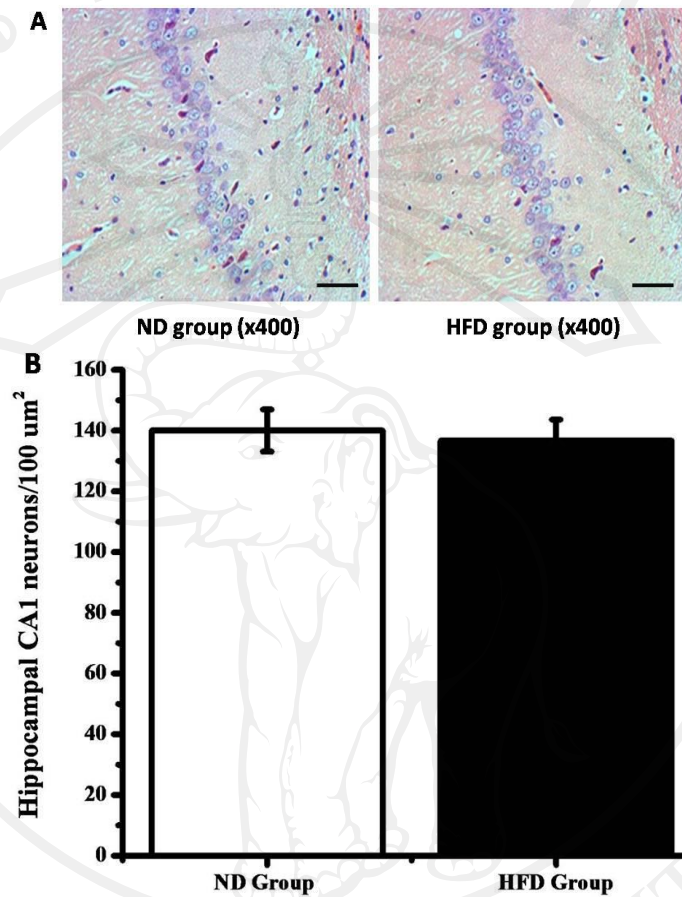 A
ND group (x400)
HFD group (x400)
B
Hippocampal CA1 neurons/100 um²
160
140
120
100
80
60
40
20
0
ND Group
HFD Group